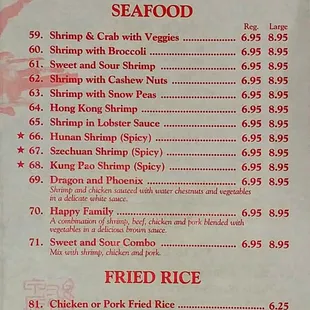 SEAFOOD
Reg. Large
59. Shrimp & Crab with Veggies 6.95 8.95
60. Shrimp with Broccoli 6.95 8.95
61. Sweet and Sour Shrimp 6.95 8.95
62. Shrimp with Cashew Nuts 6.95 8.95
63. Shrimp with Snow Peas 6.95 8.95
64. Hong Kong Shrimp 6.95 8.95
65. Shrimp in Lobster Sauce 6.95 8.95
★ 66. Hunan Shrimp (Spicy) 6.95 8.95
★ 67. Szechuan Shrimp (Spicy) 6.95 8.95
★ 68. Kung Pao Shrimp (Spicy) 6.95 8.95
69. Dragon and Phoenix 6.95 8.95
Shrimp and chicken sauteed with water chestnuts and vegetables
in a delicate white sauce.
70. Happy Family 6.95 8.95
A combination of shrimp, beef, chicken and pork blended with
vegetables in a delicious brown sauce.
71. Sweet and Sour Combo 6.95 8.95
Mix with shrimp, chicken and pork.
FRIED RICE
81. Chicken or Pork Fried Rice 6.25